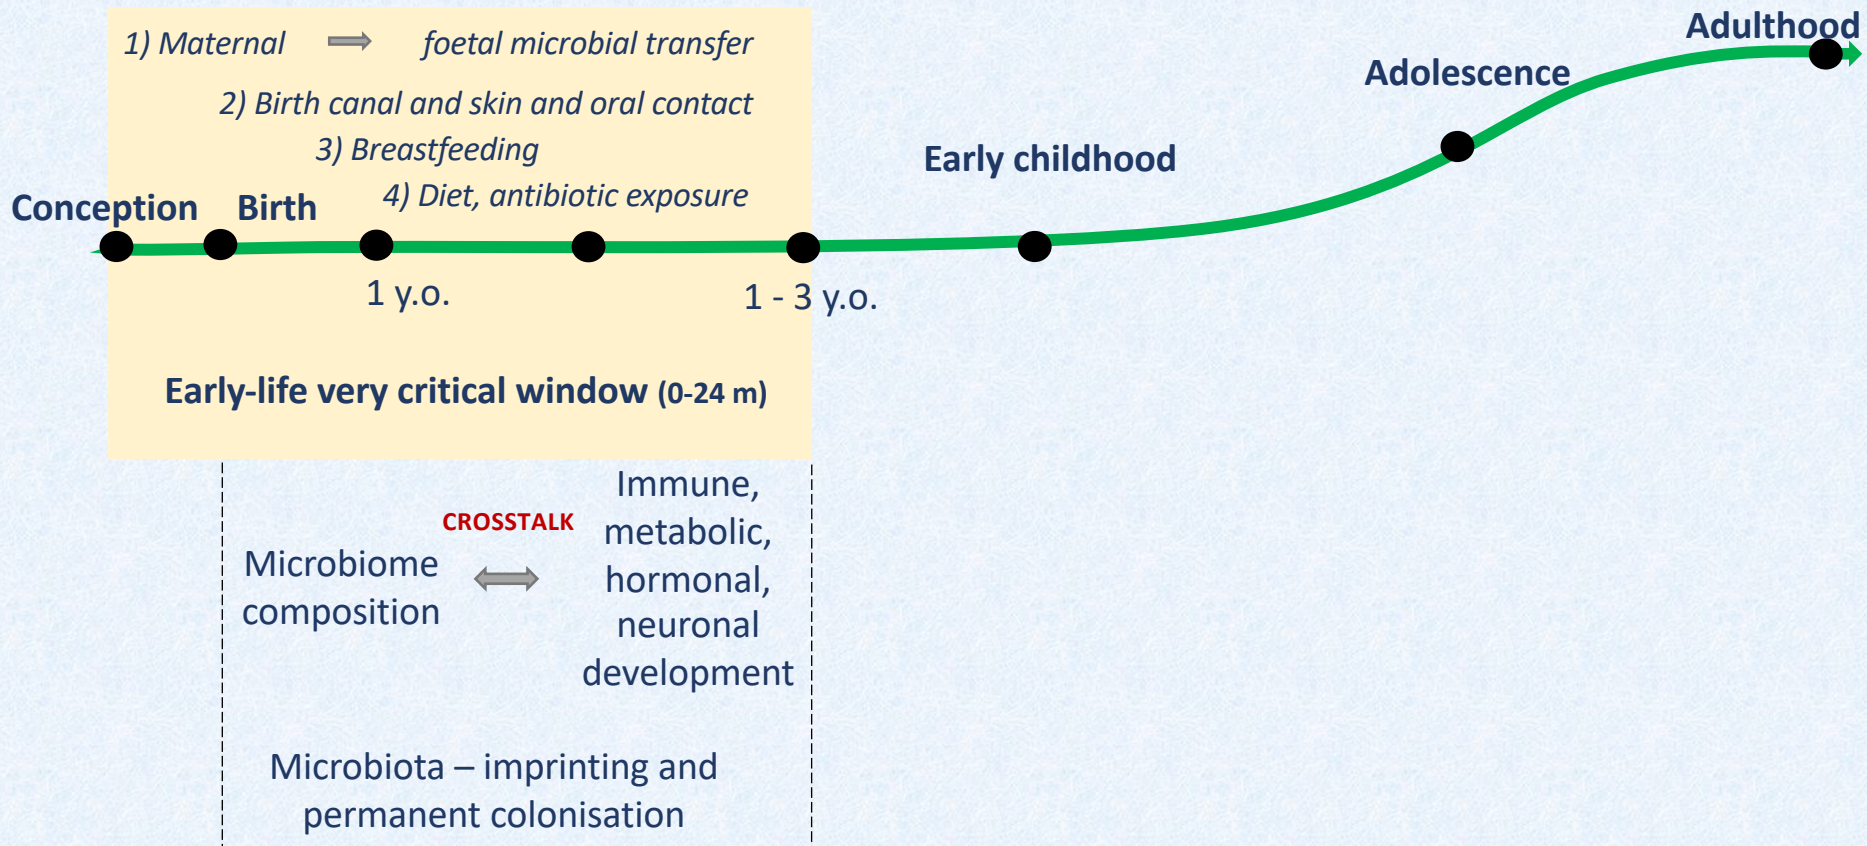 1) Maternal foetal microbial transfer
2) Birth canal and skin and oral contact
3) Breastfeeding
4) Diet, antibiotic exposure
Conception
Birth
Early childhood
Adolescence
Adulthood
1 y.o.
1 - 3 y.o.
Early-life very critical window (0-24 m)
Microbiome
composition
CROSSTALK
Immune,
metabolic,
hormonal,
neuronal
development
Microbiota – imprinting and
permanent colonisation